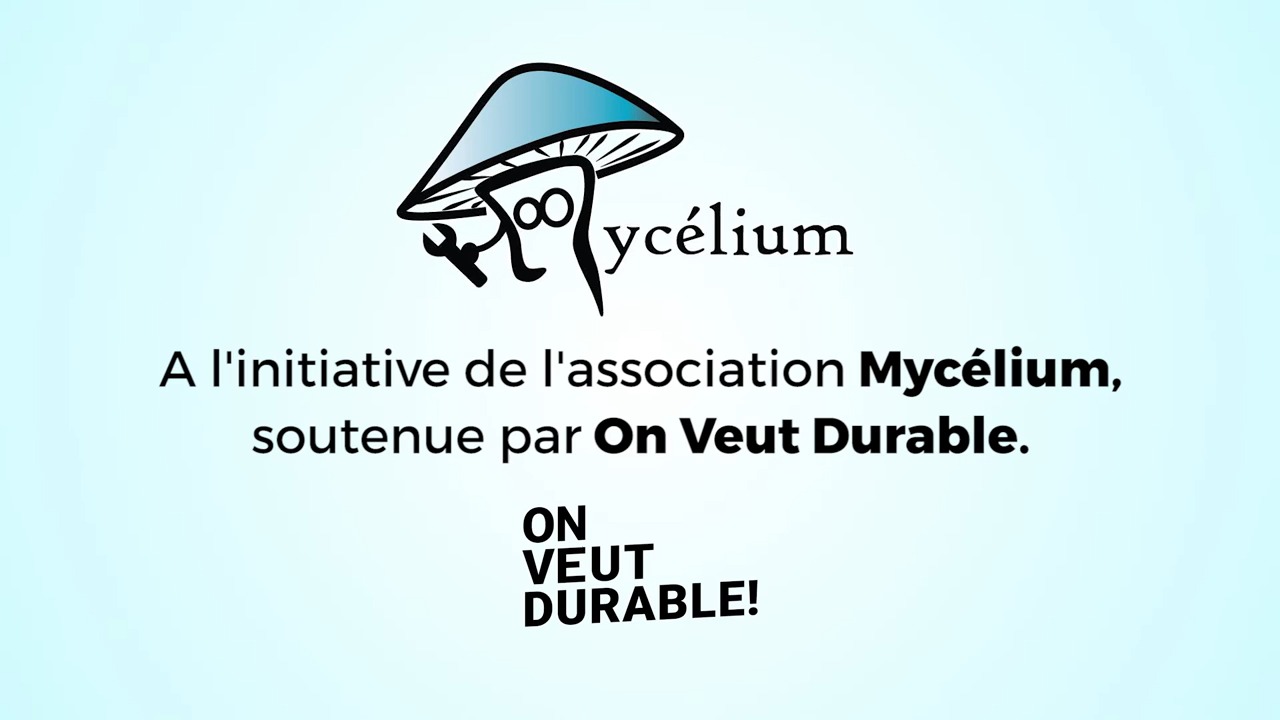 Mycélium
A l'initiative de l'association Mycélium,
soutenue par On Veut Durable.
ON
VEUT
DURABLE!